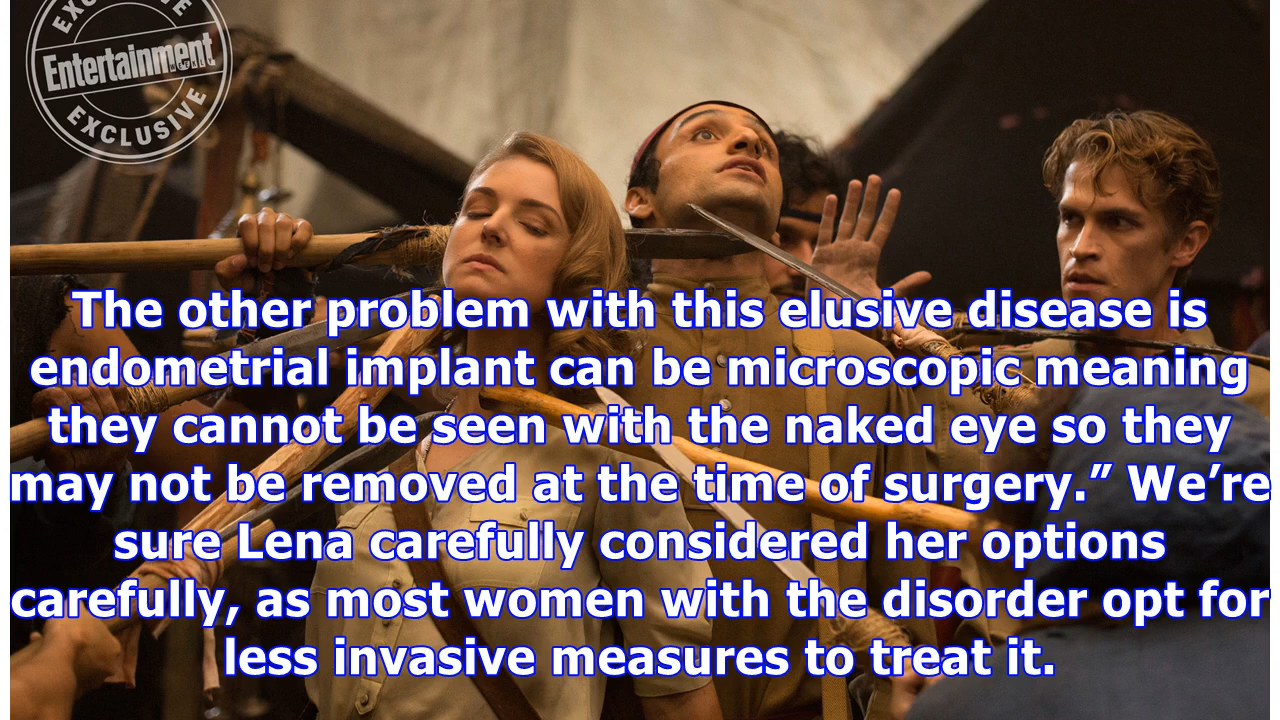 EXCLUSIVE
Entertainment
WEEKLY
EXCLUSIVE
The other problem with this elusive disease is
endometrial implant can be microscopic meaning
they cannot be seen with the naked eye so they
may not be removed at the time of surgery.” We’re
sure Lena carefully considered her options
carefully, as most women with the disorder opt for
less invasive measures to treat it.